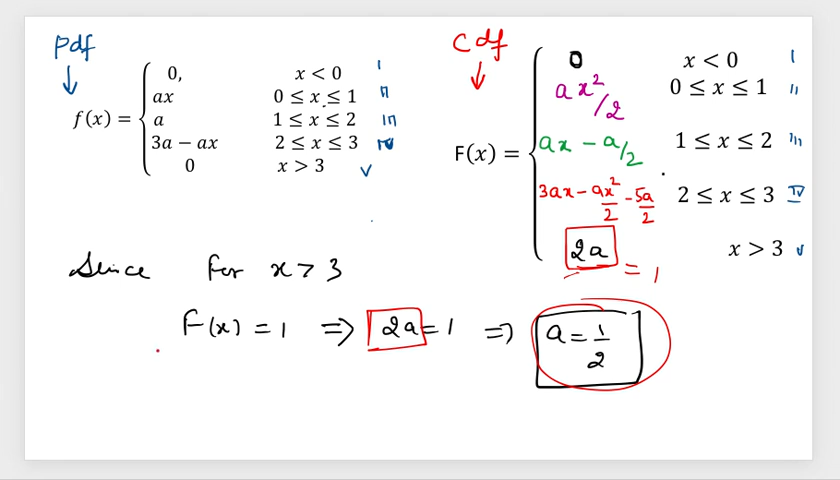 pdf
↓
f(x) =
0, x < 0 I
ax 0 ≤ x ≤ 1 II
a 1 ≤ x ≤ 2 III
3a − ax 2 ≤ x ≤ 3 IV
0 x > 3 V
Cdf
↓
F(x) =
0 x < 0 I
ax²/2 0 ≤ x ≤ 1 II
ax − a/2 1 ≤ x ≤ 2 III
3ax − ax²/2 − 5a/2 2 ≤ x ≤ 3 IV
2a = 1 x > 3 V
Since for x > 3
F(x) = 1 ⇒ 2a = 1 ⇒ a = 1/2